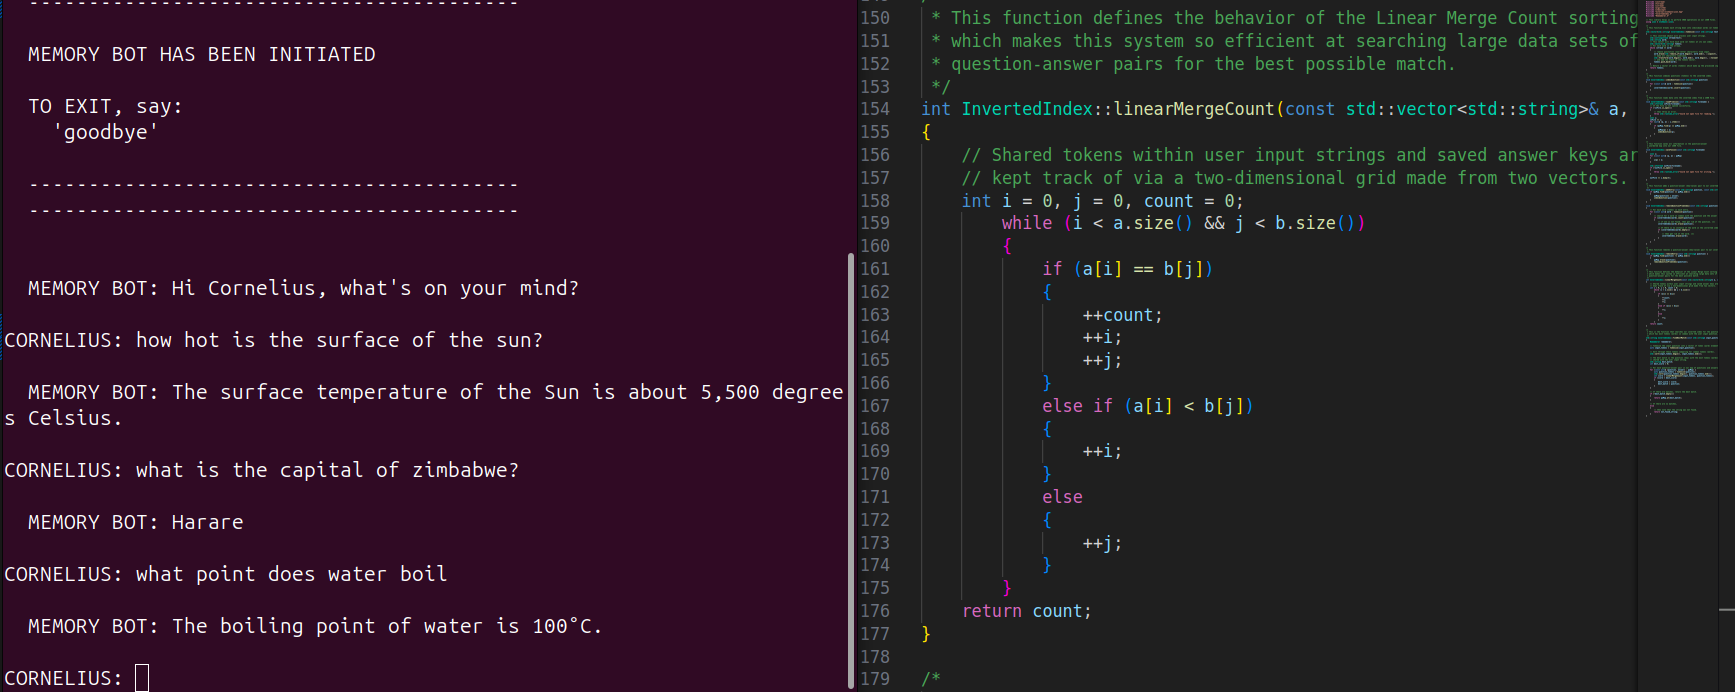 -----------------------------------------
MEMORY BOT HAS BEEN INITIATED
TO EXIT, say:
'goodbye'
-----------------------------------------
-----------------------------------------
MEMORY BOT: Hi Cornelius, what's on your mind?
CORNELIUS: how hot is the surface of the sun?
MEMORY BOT: The surface temperature of the Sun is about 5,500 degree
s Celsius.
CORNELIUS: what is the capital of zimbabwe?
MEMORY BOT: Harare
CORNELIUS: what point does water boil
MEMORY BOT: The boiling point of water is 100°C.
CORNELIUS:
150 * This function defines the behavior of the Linear Merge Count sorting
151 * which makes this system so efficient at searching large data sets of
152 * question-answer pairs for the best possible match.
153 */
154 int InvertedIndex::linearMergeCount(const std::vector<std::string>& a,
155 {
156 // Shared tokens within user input strings and saved answer keys ar
157 // kept track of via a two-dimensional grid made from two vectors.
158 int i = 0, j = 0, count = 0;
159 while (i < a.size() && j < b.size())
160 {
161 if (a[i] == b[j])
162 {
163 ++count;
164 ++i;
165 ++j;
166 }
167 else if (a[i] < b[j])
168 {
169 ++i;
170 }
171 else
172 {
173 ++j;
174 }
175 }
176 return count;
177 }
178
179 /*